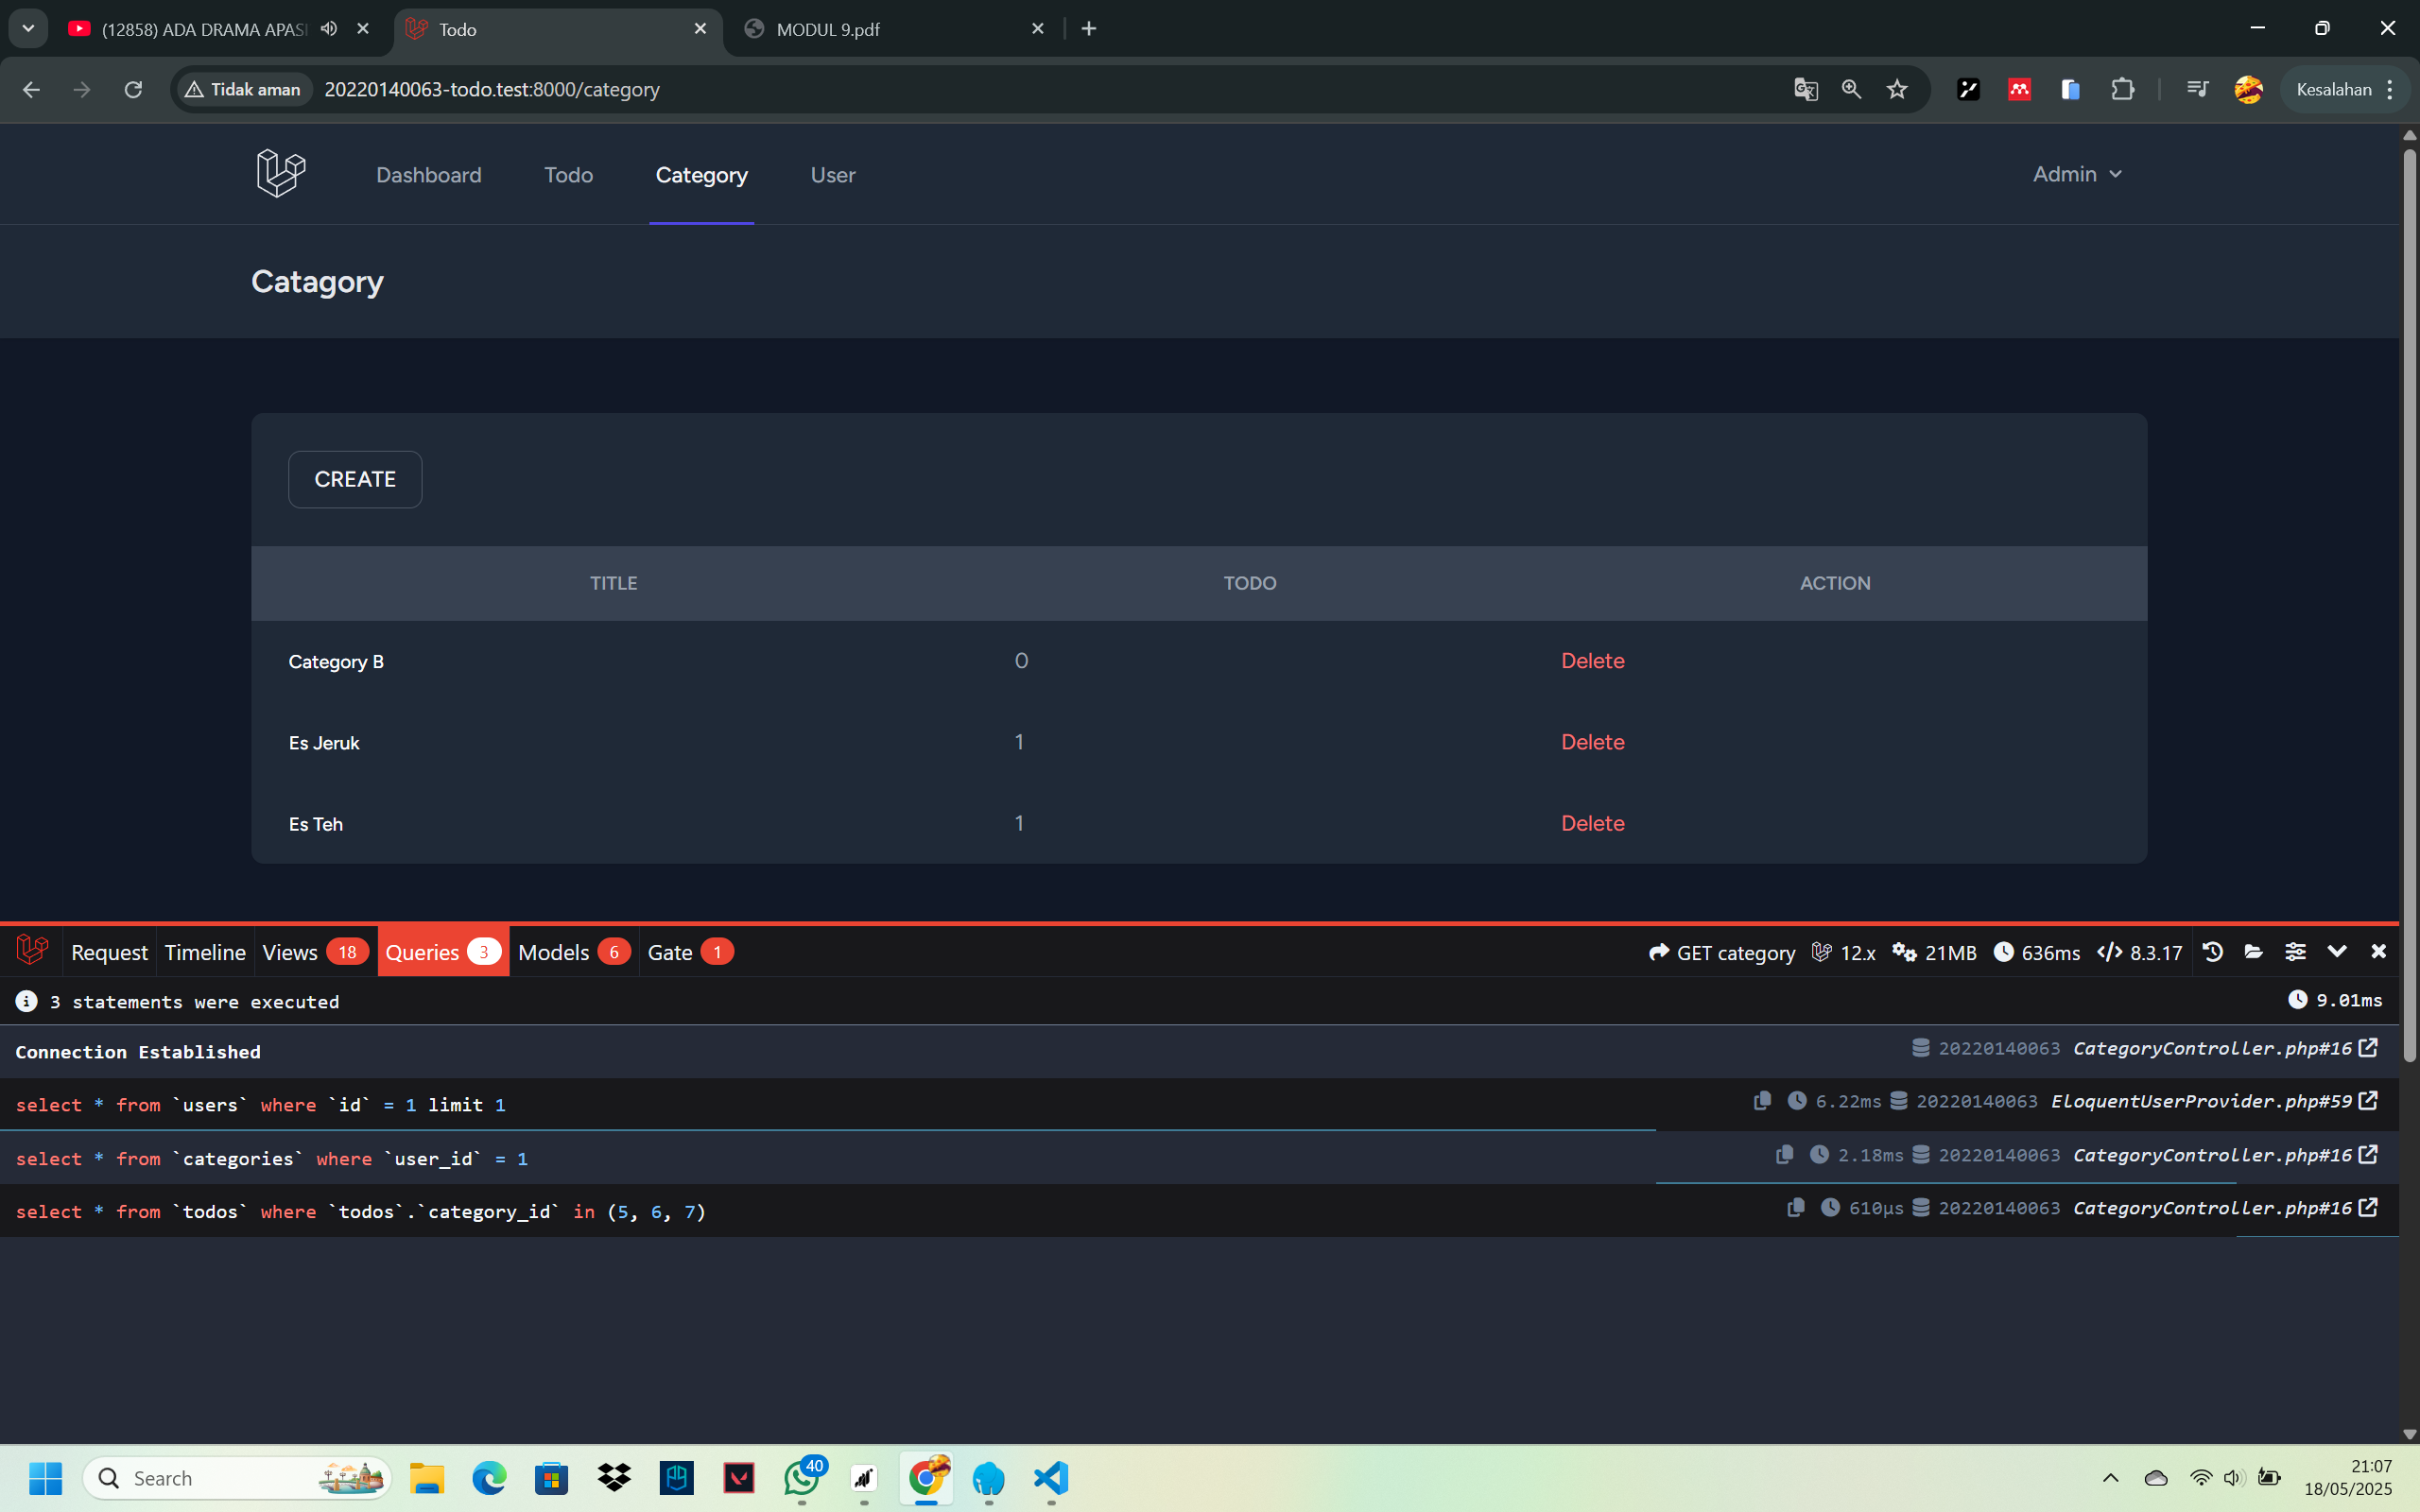 (12858) ADA DRAMA APASI
Todo
MODUL 9.pdf
Tidak aman
20220140063-todo.test:8000/category
Kesalahan
Dashboard
Todo
Category
User
Admin
Catagory
CREATE
TITLE TODO ACTION
Category B 0 Delete
Es Jeruk 1 Delete
Es Teh 1 Delete
Request Timeline Views 18 Queries 3 Models 6 Gate 1 GET category 12.x 21MB 636ms 8.3.17
3 statements were executed 9.01ms
Connection Established 20220140063 CategoryController.php#16
select * from `users` where `id` = 1 limit 1 6.22ms 20220140063 EloquentUserProvider.php#59
select * from `categories` where `user_id` = 1 2.18ms 20220140063 CategoryController.php#16
select * from `todos` where `todos`.`category_id` in (5, 6, 7) 610μs 20220140063 CategoryController.php#16
Search
40
21:07
18/05/2025